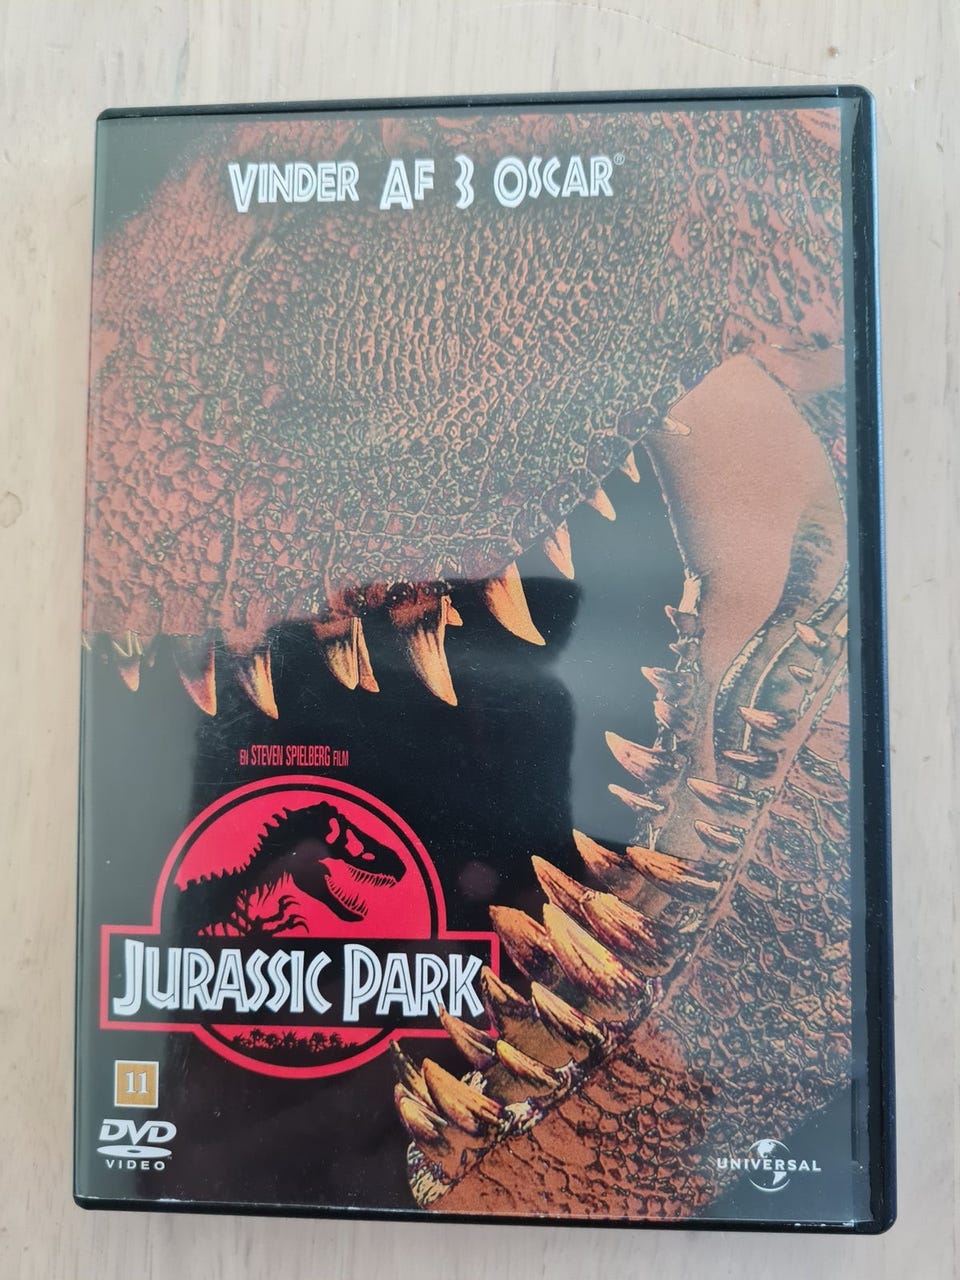 VINDER AF 3 OSCAR®
EN STEVEN SPIELBERG FILM
JURASSIC PARK
11
DVD
VIDEO
UNIVERSAL